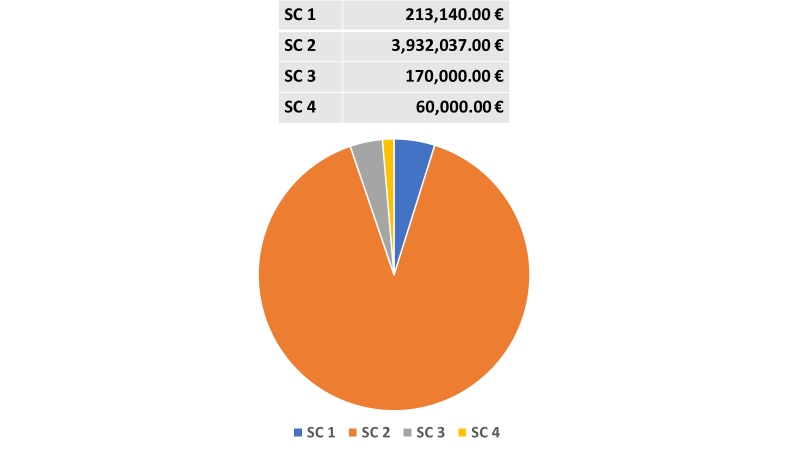 SC 1 213,140.00 €
SC 2 3,932,037.00 €
SC 3 170,000.00 €
SC 4 60,000.00 €
SC 1 SC 2 SC 3 SC 4